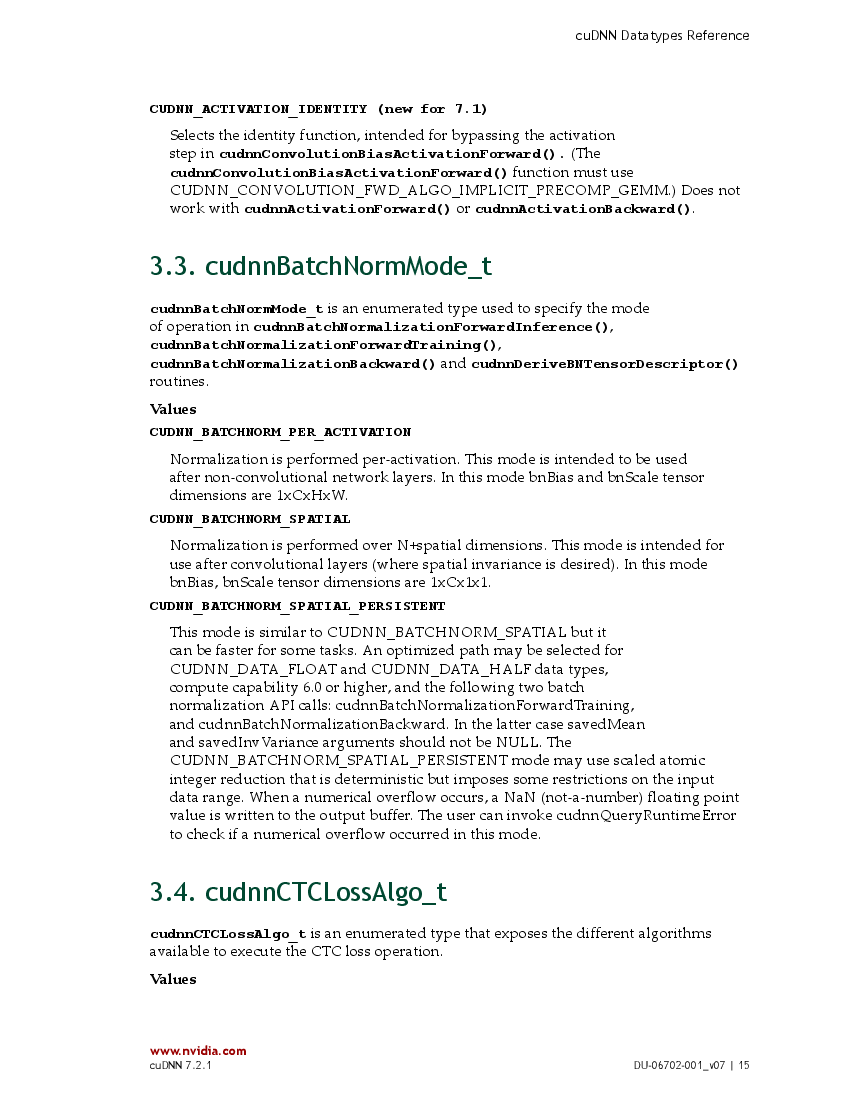 cuDNN Datatypes Reference
CUDNN_ACTIVATION_IDENTITY (new for 7.1)
Selects the identity function, intended for bypassing the activation
step in cudnnConvolutionBiasActivationForward(). (The
cudnnConvolutionBiasActivationForward() function must use
CUDNN_CONVOLUTION_FWD_ALGO_IMPLICIT_PRECOMP_GEMM.) Does not
work with cudnnActivationForward() or cudnnActivationBackward().
3.3. cudnnBatchNormMode_t
cudnnBatchNormMode_t is an enumerated type used to specify the mode
of operation in cudnnBatchNormalizationForwardInference(),
cudnnBatchNormalizationForwardTraining(),
cudnnBatchNormalizationBackward() and cudnnDeriveBNTensorDescriptor()
routines.
Values
CUDNN_BATCHNORM_PER_ACTIVATION
Normalization is performed per-activation. This mode is intended to be used
after non-convolutional network layers. In this mode bnBias and bnScale tensor
dimensions are 1xCxHxW.
CUDNN_BATCHNORM_SPATIAL
Normalization is performed over N+spatial dimensions. This mode is intended for
use after convolutional layers (where spatial invariance is desired). In this mode
bnBias, bnScale tensor dimensions are 1xCx1x1.
CUDNN_BATCHNORM_SPATIAL_PERSISTENT
This mode is similar to CUDNN_BATCHNORM_SPATIAL but it
can be faster for some tasks. An optimized path may be selected for
CUDNN_DATA_FLOAT and CUDNN_DATA_HALF data types,
compute capability 6.0 or higher, and the following two batch
normalization API calls: cudnnBatchNormalizationForwardTraining,
and cudnnBatchNormalizationBackward. In the latter case savedMean
and savedInvVariance arguments should not be NULL. The
CUDNN_BATCHNORM_SPATIAL_PERSISTENT mode may use scaled atomic
integer reduction that is deterministic but imposes some restrictions on the input
data range. When a numerical overflow occurs, a NaN (not-a-number) floating point
value is written to the output buffer. The user can invoke cudnnQueryRuntimeError
to check if a numerical overflow occurred in this mode.
3.4. cudnnCTCLossAlgo_t
cudnnCTCLossAlgo_t is an enumerated type that exposes the different algorithms
available to execute the CTC loss operation.
Values
www.nvidia.com
cuDNN 7.2.1
DU-06702-001_v07 | 15